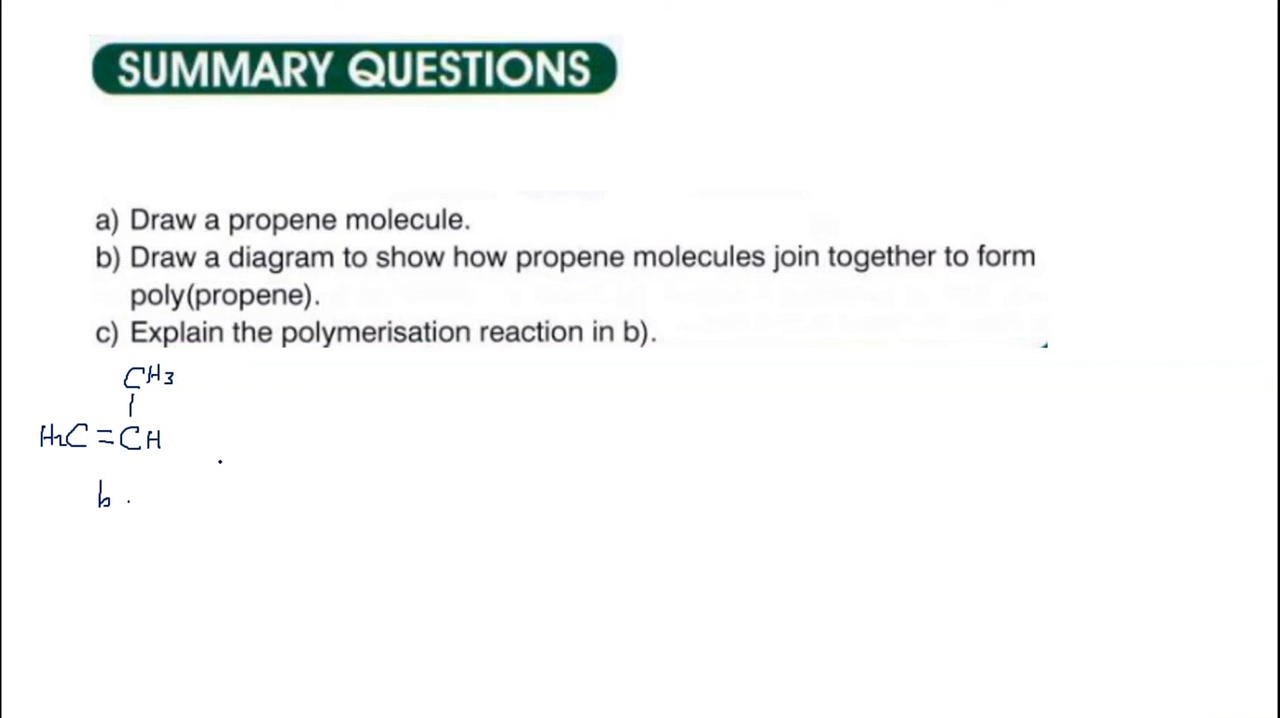 SUMMARY QUESTIONS
a) Draw a propene molecule.
b) Draw a diagram to show how propene molecules join together to form
poly(propene).
c) Explain the polymerisation reaction in b).
CH3
|
H2C=CH
b.